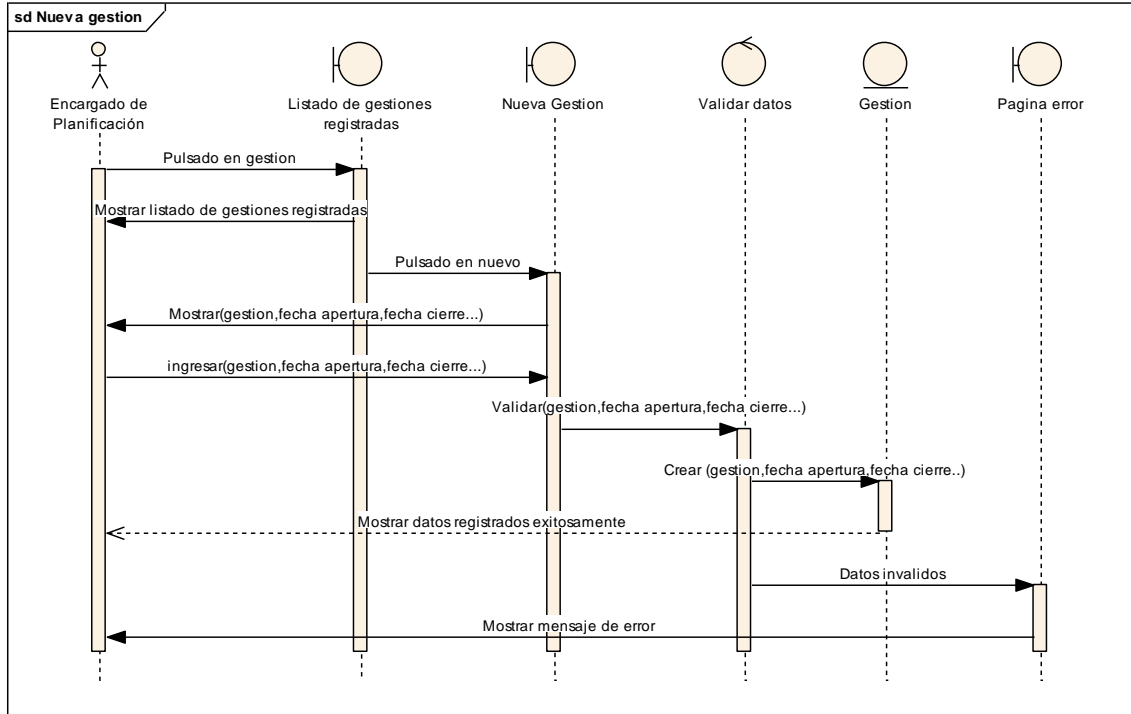 sd Nueva gestion
Encargado de
Planificación
Listado de gestiones
registradas
Nueva Gestion
Validar datos
Gestion
Pagina error
Pulsado en gestion
Mostrar listado de gestiones registradas
Pulsado en nuevo
Mostrar(gestion,fecha apertura,fecha cierre...)
ingresar(gestion,fecha apertura,fecha cierre...)
Validar(gestion,fecha apertura,fecha cierre...)
Crear (gestion,fecha apertura,fecha cierre..)
Mostrar datos registrados exitosamente
Datos invalidos
Mostrar mensaje de error